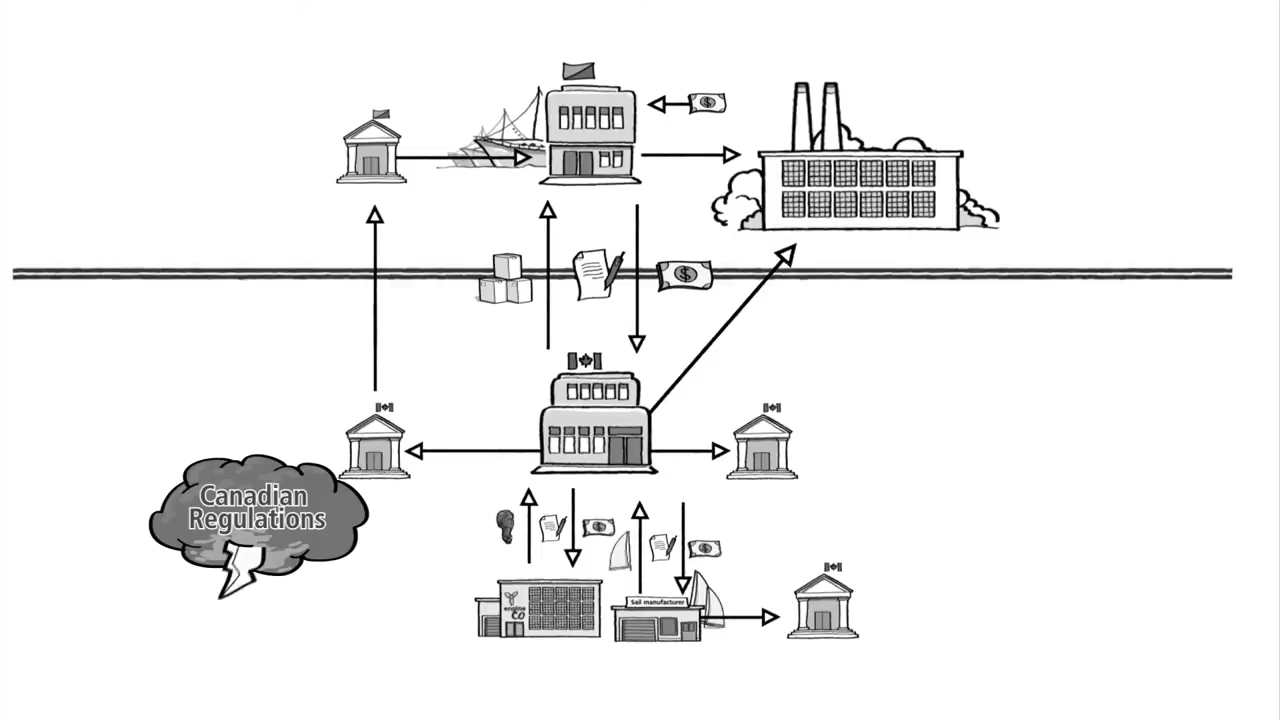 Canadian
Regulations
engine
co
Sail manufacturer